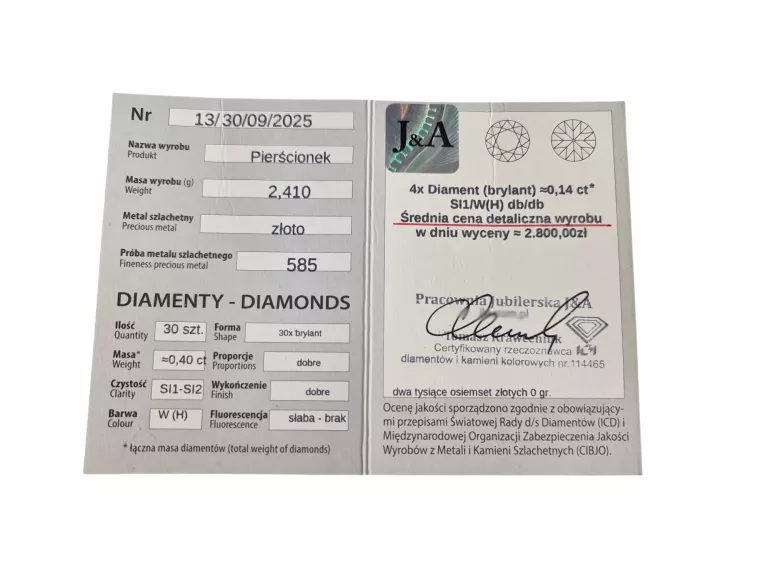 Nr 13/30/09/2025
Nazwa wyrobu
Produkt
Pierścionek
Masa wyrobu (g)
Weight
2,410
Metal szlachetny
Precious metal
złoto
Próba metalu szlachetnego
Fineness precious metal
585
DIAMENTY - DIAMONDS
Ilość
Quantity
30 szt.
Forma
Shape
30x brylant
Masa*
Weight
≈0,40 ct
Proporcje
Proportions
dobre
Czystość
Clarity
SI1-SI2
Wykończenie
Finish
dobre
Barwa
Colour
W (H)
Fluorescencja
Fluorescence
słaba - brak
* łączna masa diamentów (total weight of diamonds)
J&A
4x Diament (brylant) ≈0,14 ct*
SI1/W(H) db/db
Średnia cena detaliczna wyrobu
w dniu wyceny ≈ 2.800,00zł
Pracownia Jubilerska J&A
Certyfikowany rzeczoznawca
diamentów i kamieni kolorowych nr.114465
dwa tysiące osiemset złotych 0 gr.
Ocenę jakości sporządzono zgodnie z obowiązują-
mi przepisami Światowej Rady d/s Diamentów (ICD) i
Międzynarodowej Organizacji Zabezpieczenia Jakości
Wyrobów z Metali i Kamieni Szlachetnych (CIBJO).